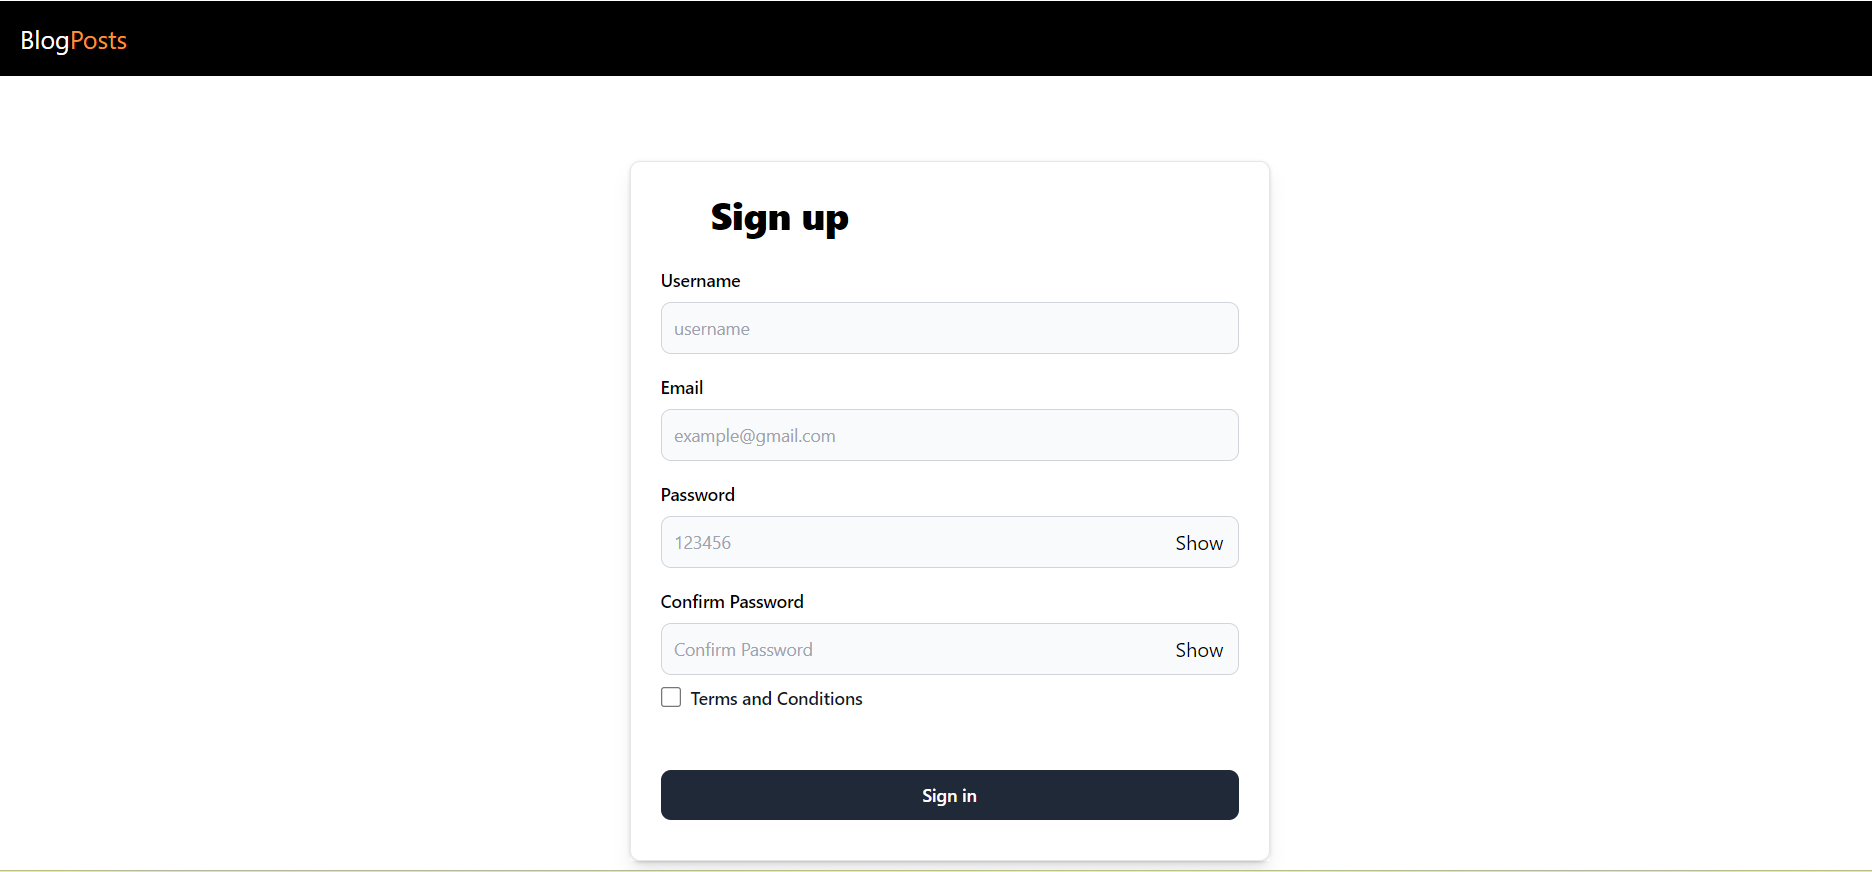 BlogPosts
Sign up
Username
username
Email
example@gmail.com
Password
123456 Show
Confirm Password
Confirm Password Show
Terms and Conditions
Sign in